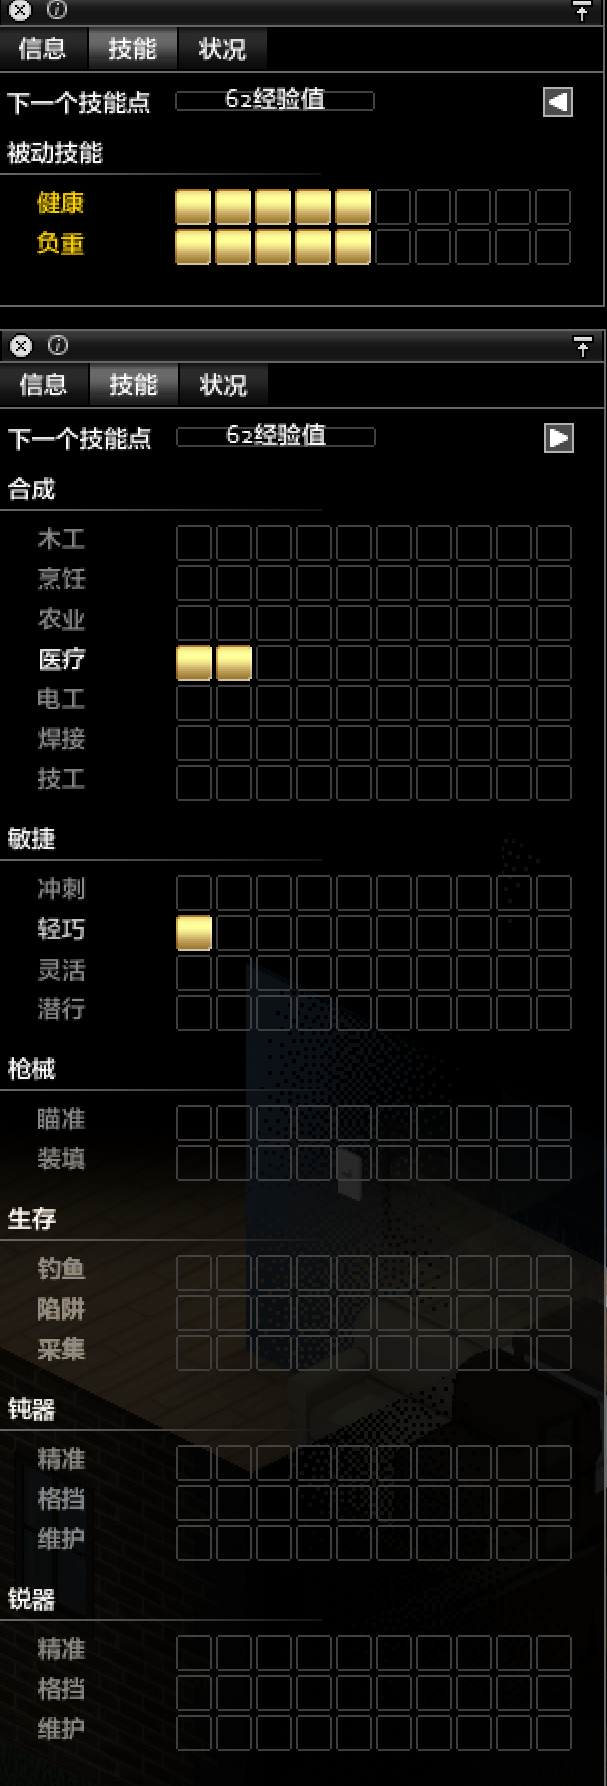 信息 技能 状况
下一个技能点 62经验值
被动技能
健康
负重
信息 技能 状况
下一个技能点 62经验值
合成
木工
烹饪
农业
医疗
电工
焊接
技工
敏捷
冲刺
轻巧
灵活
潜行
枪械
瞄准
装填
生存
钓鱼
陷阱
采集
钝器
精准
格挡
维护
锐器
精准
格挡
维护